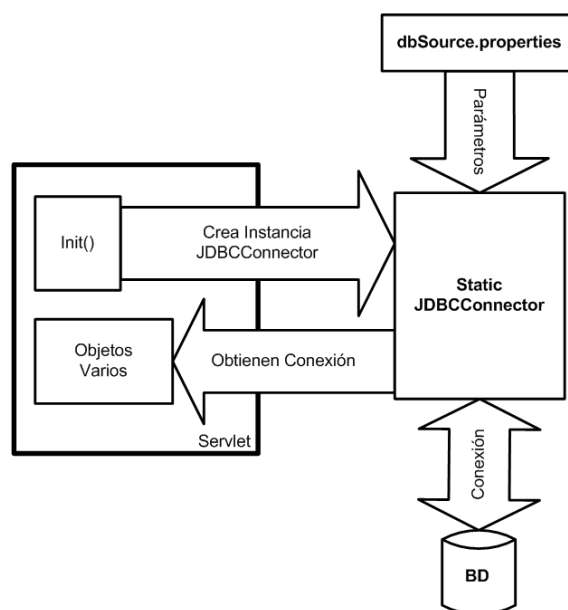 dbSource.properties
Parámetros
Init()
Crea Instancia
JDBCConnector
Static
JDBCConnector
Objetos
Varios
Obtienen Conexión
Servlet
Conexión
BD